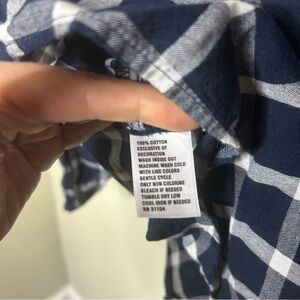 100% COTTON
EXCLUSIVE OF
DECORATION
WASH INSIDE OUT
MACHINE WASH COLD
WITH LIKE COLORS
GENTLE CYCLE
ONLY NON CHLORINE
BLEACH IF NEEDED
TUMBLE DRY LOW
COOL IRON IF NEEDED
RN 31104